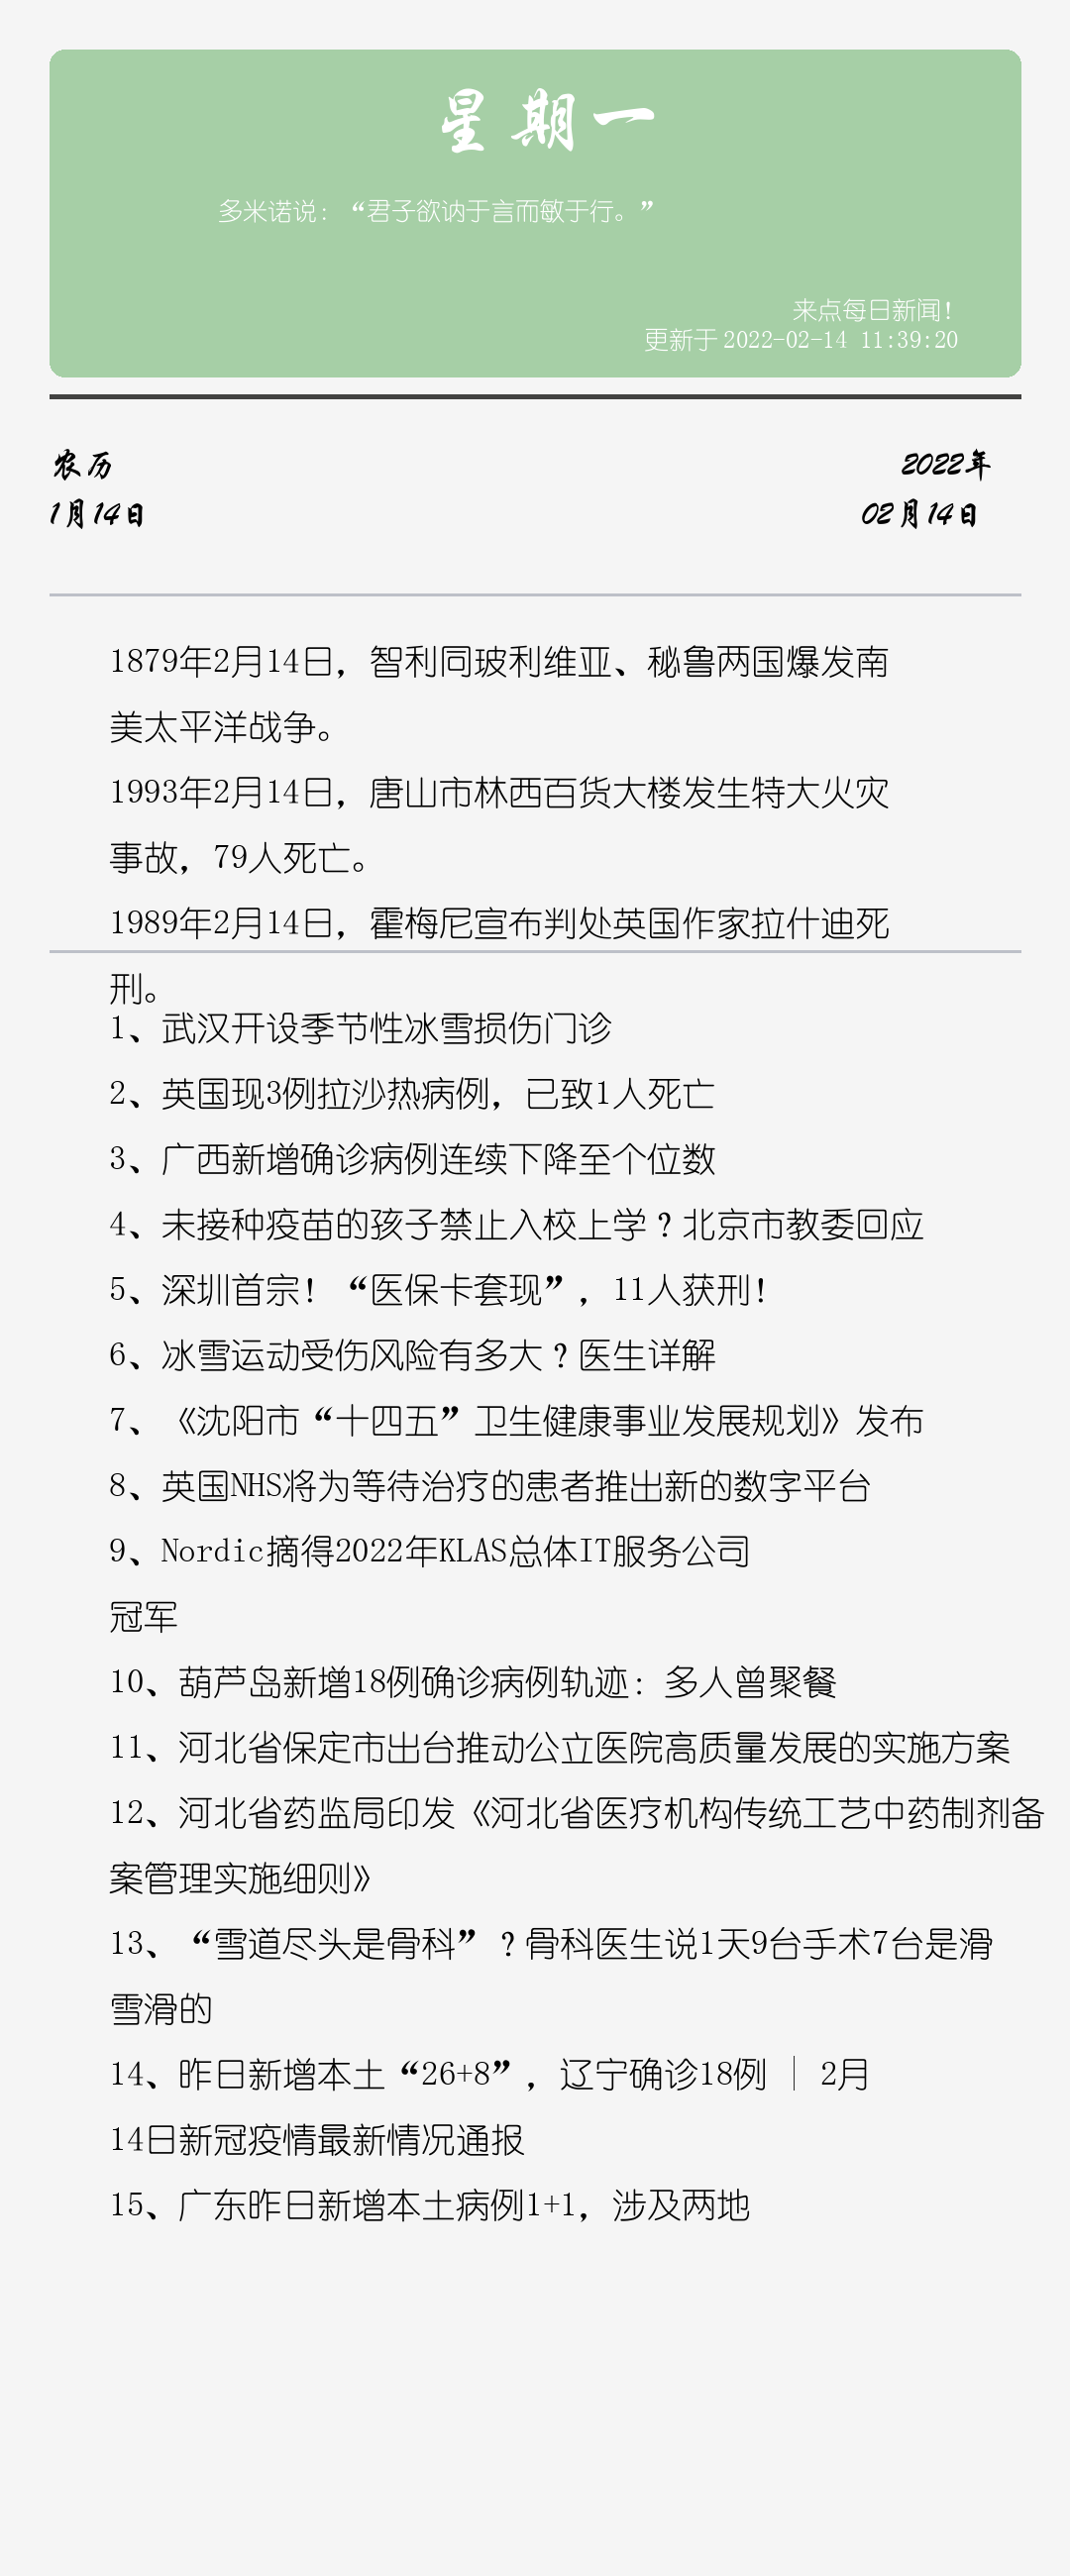 星期一
多米诺说：“君子欲讷于言而敏于行。”
来点每日新闻！
更新于 2022-02-14 11:39:20
农历
2022年
1月14日
02月14日
1879年2月14日，智利同玻利维亚、秘鲁两国爆发南
美太平洋战争。
1993年2月14日，唐山市林西百货大楼发生特大火灾
事故，79人死亡。
1989年2月14日，霍梅尼宣布判处英国作家拉什迪死
刑。
1、武汉开设季节性冰雪损伤门诊
2、英国现3例拉沙热病例，已致1人死亡
3、广西新增确诊病例连续下降至个位数
4、未接种疫苗的孩子禁止入校上学？北京市教委回应
5、深圳首宗！“医保卡套现”，11人获刑！
6、冰雪运动受伤风险有多大？医生详解
7、《沈阳市“十四五”卫生健康事业发展规划》发布
8、英国NHS将为等待治疗的患者推出新的数字平台
9、Nordic摘得2022年KLAS总体IT服务公司
冠军
10、葫芦岛新增18例确诊病例轨迹：多人曾聚餐
11、河北省保定市出台推动公立医院高质量发展的实施方案
12、河北省药监局印发《河北省医疗机构传统工艺中药制剂备
案管理实施细则》
13、“雪道尽头是骨科”？骨科医生说1天9台手术7台是滑
雪滑的
14、昨日新增本土“26+8”，辽宁确诊18例｜2月
14日新冠疫情最新情况通报
15、广东昨日新增本土病例1+1，涉及两地